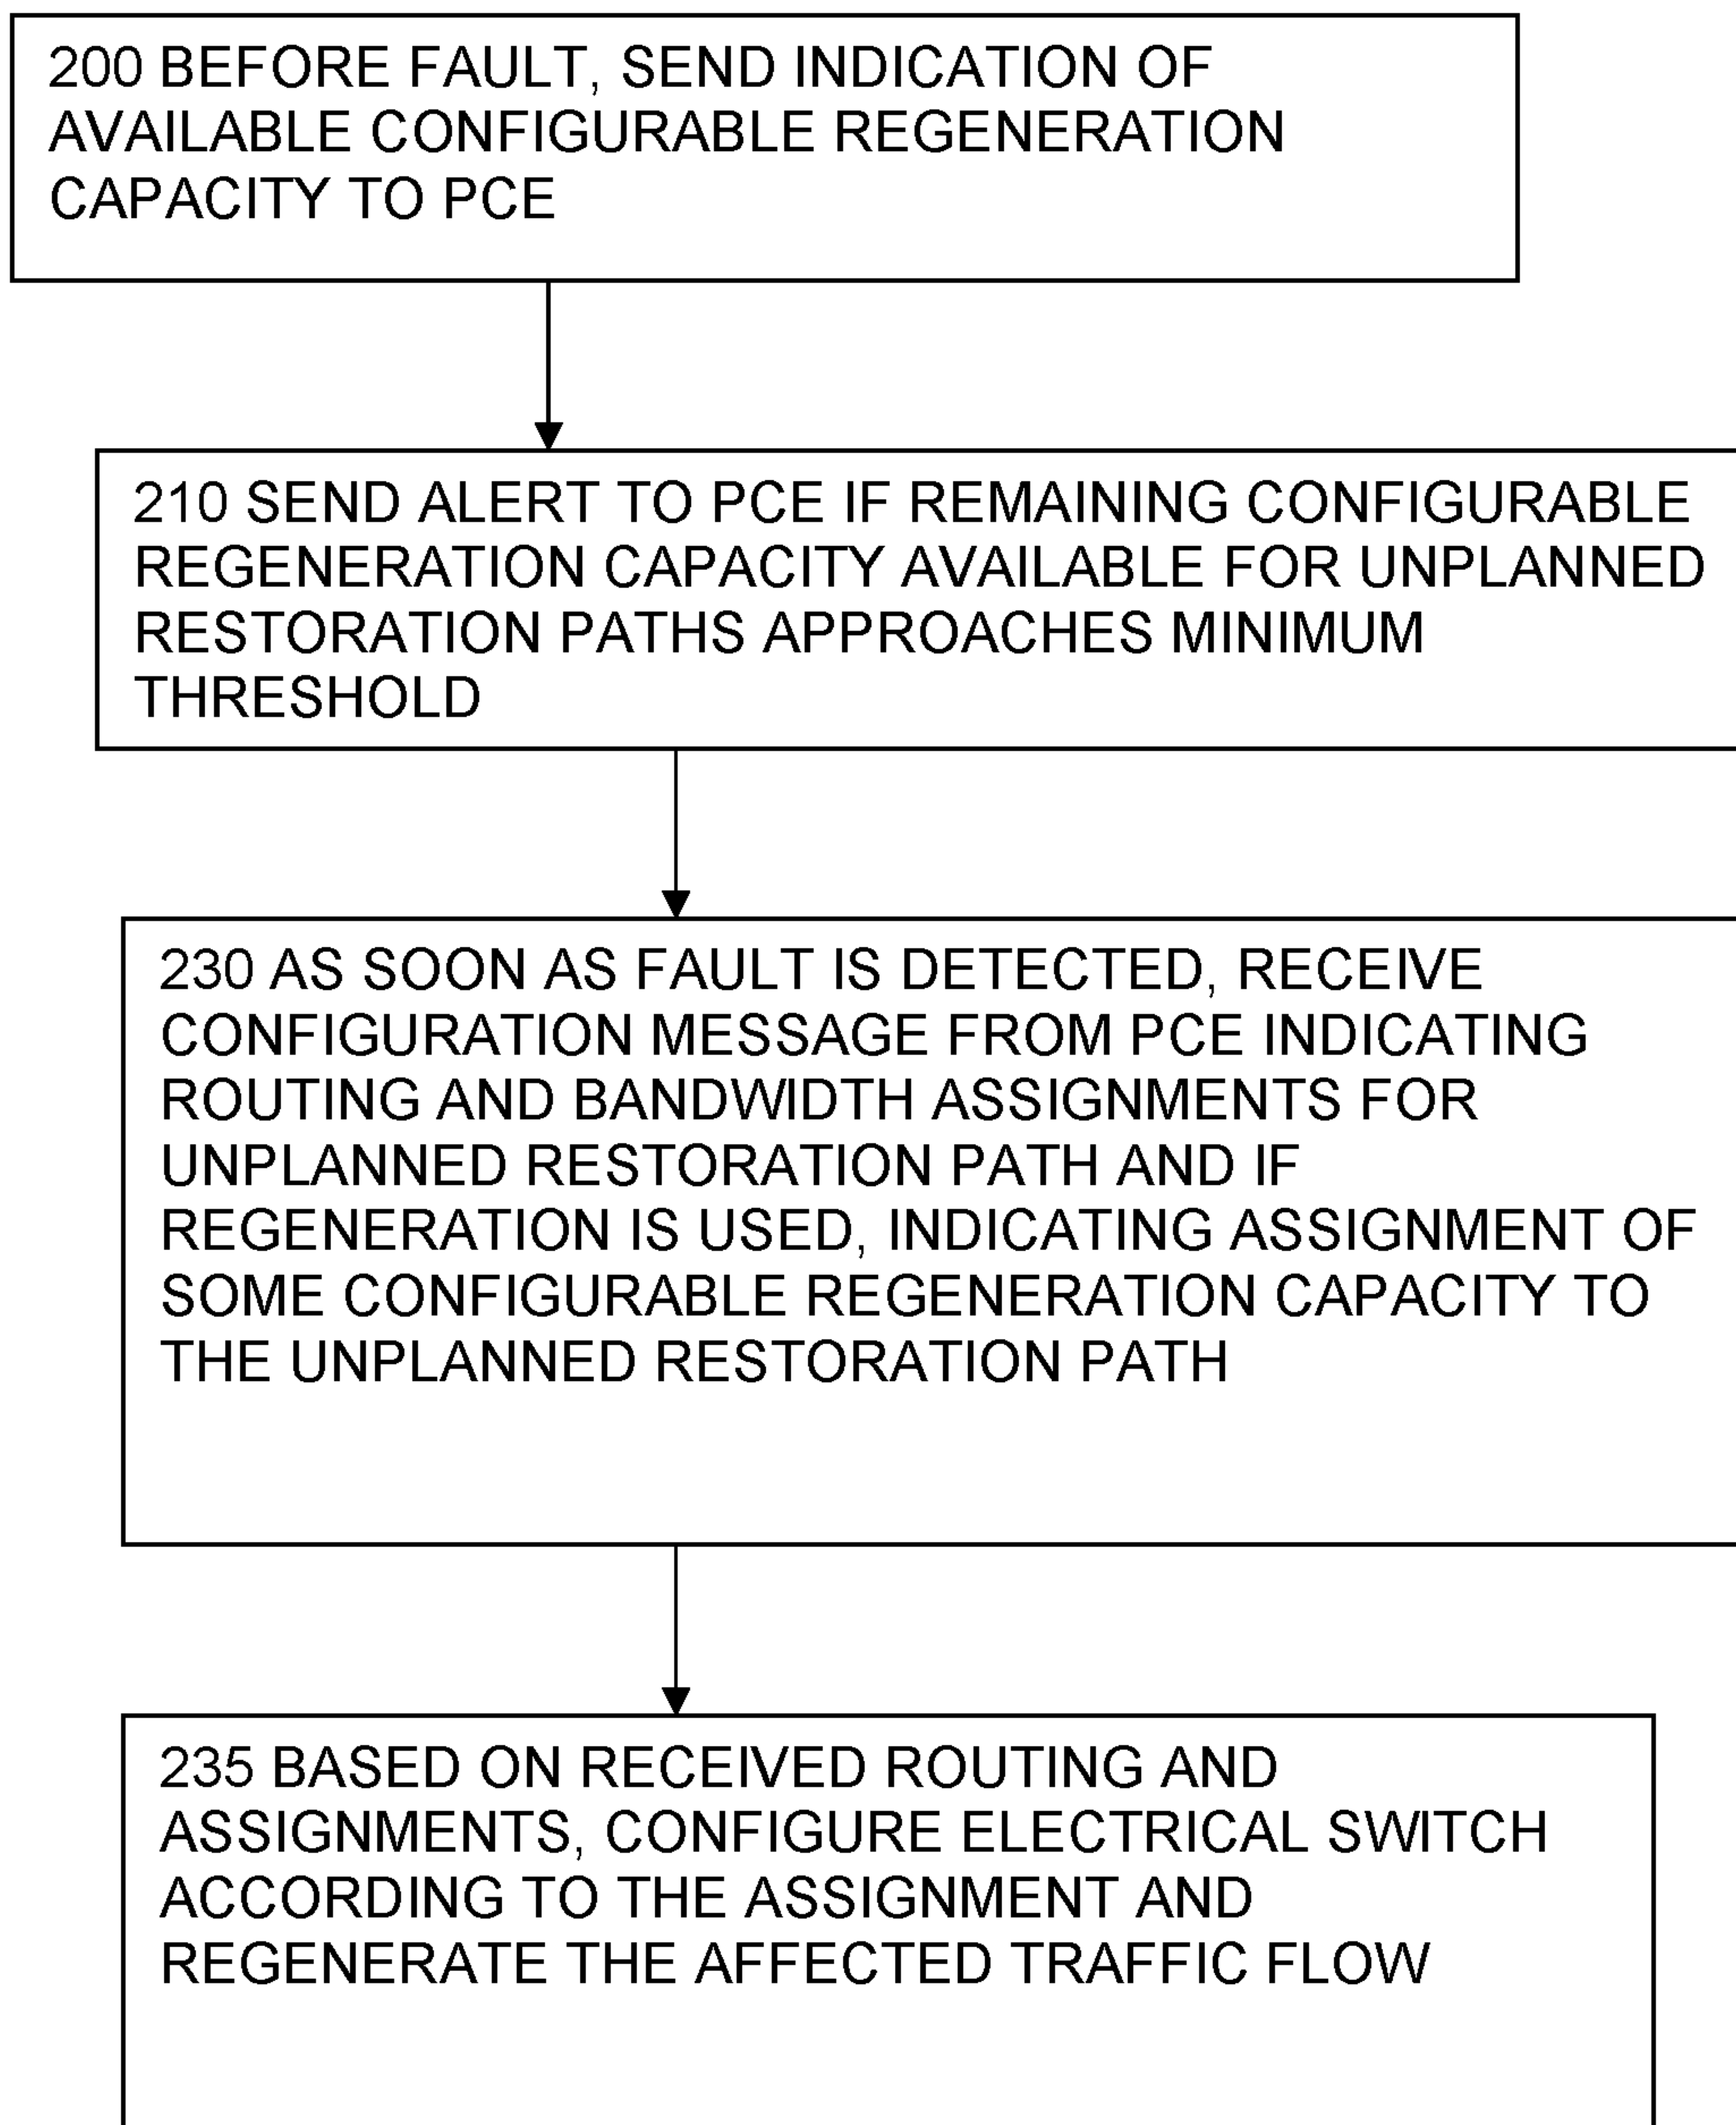 200 BEFORE FAULT, SEND INDICATION OF
AVAILABLE CONFIGURABLE REGENERATION
CAPACITY TO PCE
210 SEND ALERT TO PCE IF REMAINING CONFIGURABLE
REGENERATION CAPACITY AVAILABLE FOR UNPLANNED
RESTORATION PATHS APPROACHES MINIMUM
THRESHOLD
230 AS SOON AS FAULT IS DETECTED, RECEIVE
CONFIGURATION MESSAGE FROM PCE INDICATING
ROUTING AND BANDWIDTH ASSIGNMENTS FOR
UNPLANNED RESTORATION PATH AND IF
REGENERATION IS USED, INDICATING ASSIGNMENT OF
SOME CONFIGURABLE REGENERATION CAPACITY TO
THE UNPLANNED RESTORATION PATH
235 BASED ON RECEIVED ROUTING AND
ASSIGNMENTS, CONFIGURE ELECTRICAL SWITCH
ACCORDING TO THE ASSIGNMENT AND
REGENERATE THE AFFECTED TRAFFIC FLOW